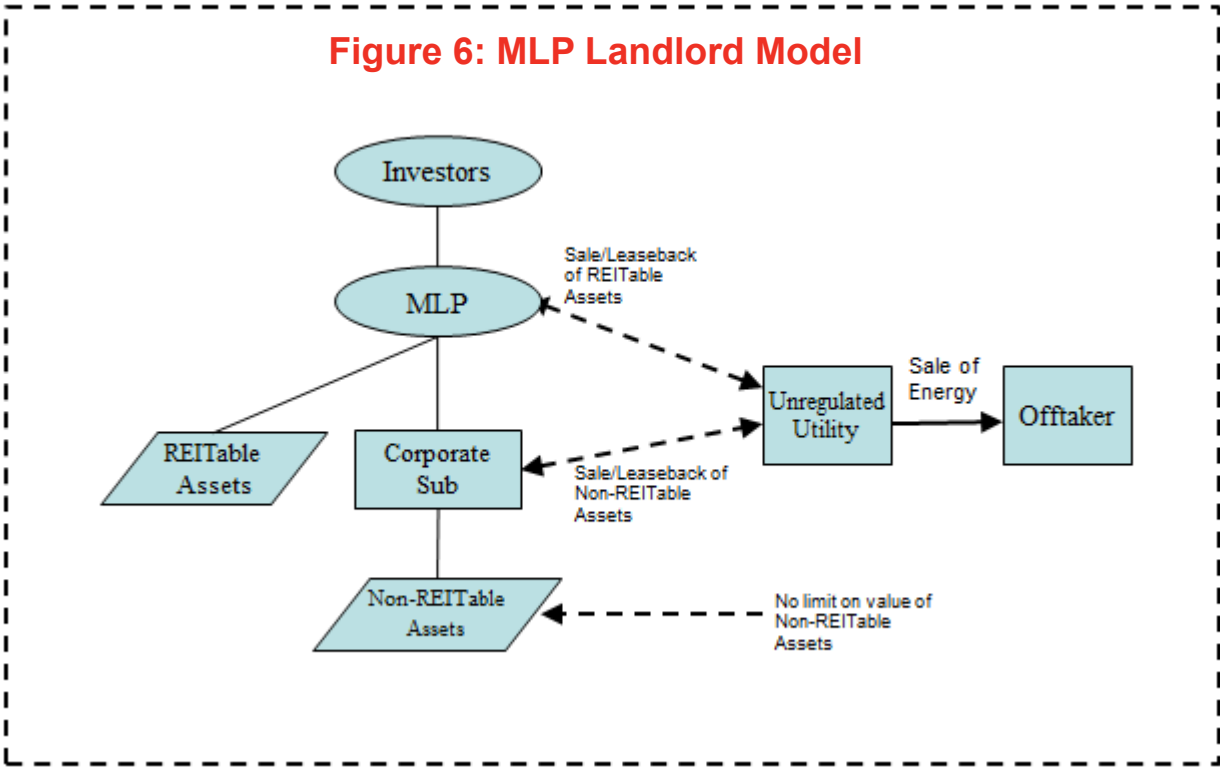 Figure 6: MLP Landlord Model
Investors
Sale/Leaseback
of REITable
Assets
MLP
Sale of
Energy
Unregulated
Utility
Offtaker
REITable
Assets
Corporate
Sub
Sale/Leaseback of
Non-REITable
Assets
Non-REITable
Assets
No limit on value of
Non-REITable
Assets